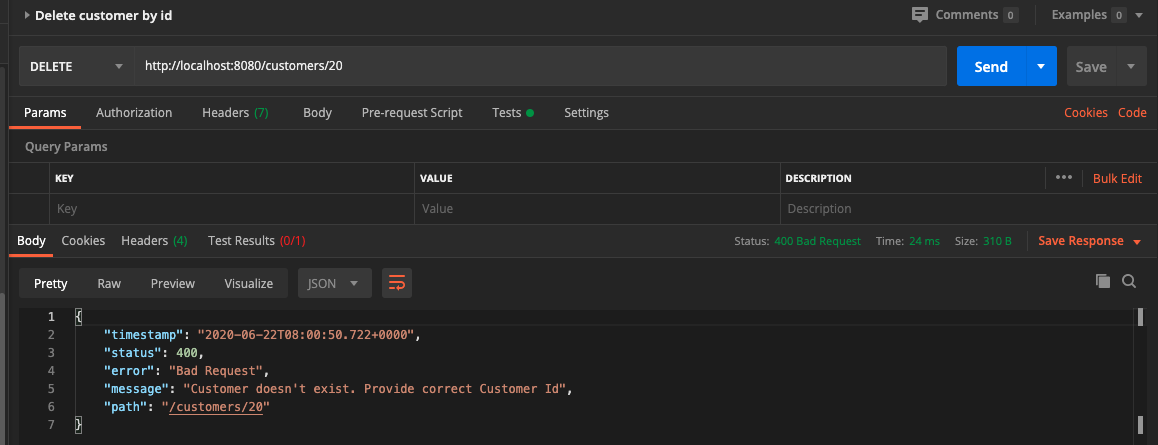 Delete customer by id Comments 0 Examples 0
DELETE http://localhost:8080/customers/20 Send Save
Params Authorization Headers (7) Body Pre-request Script Tests Settings Cookies Code
Query Params
KEY VALUE DESCRIPTION ••• Bulk Edit
Key Value Description
Body Cookies Headers (4) Test Results (0/1) Status: 400 Bad Request Time: 24 ms Size: 310 B Save Response
Pretty Raw Preview Visualize JSON
1 {
2 "timestamp": "2020-06-22T08:00:50.722+0000",
3 "status": 400,
4 "error": "Bad Request",
5 "message": "Customer doesn't exist. Provide correct Customer Id",
6 "path": "/customers/20"
7 }